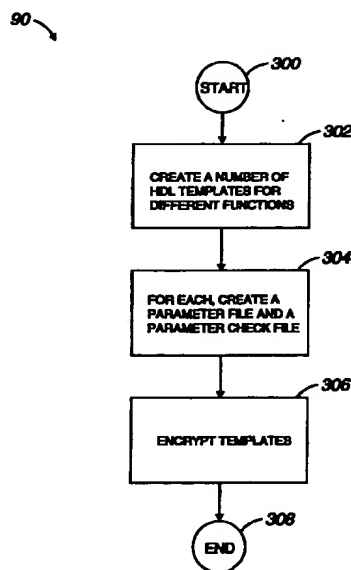 90
300
START
302
CREATE A NUMBER OF
HDL TEMPLATES FOR
DIFFERENT FUNCTIONS
304
FOR EACH, CREATE A
PARAMETER FILE AND A
PARAMETER CHECK FILE
306
ENCRYPT TEMPLATES
308
END